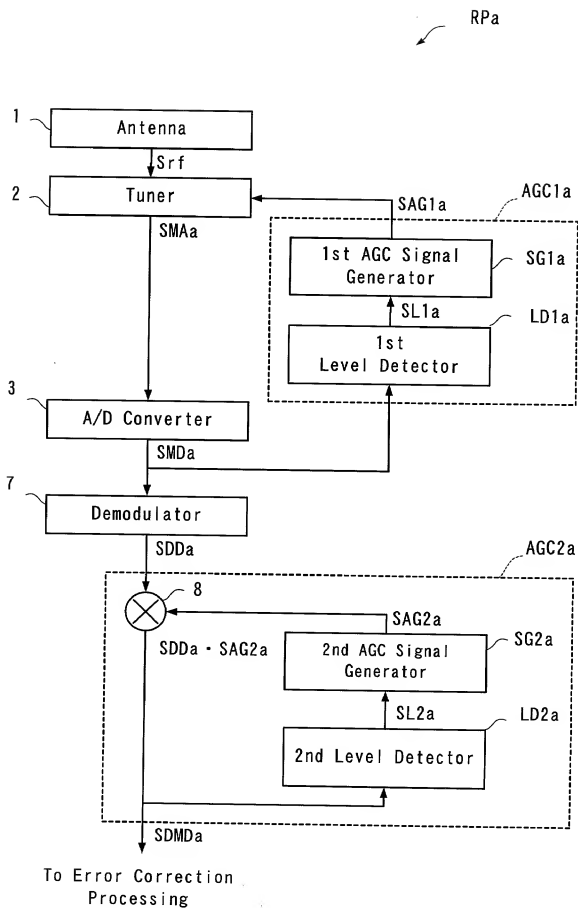 RPa
1
Antenna
Srf
2
Tuner
SAG1a
AGC1a
SMAa
1st AGC Signal
Generator
SG1a
SL1a
LD1a
1st
Level Detector
3
A/D Converter
SMDa
7
Demodulator
SDDa
AGC2a
8
SAG2a
SDDa・SAG2a
2nd AGC Signal
Generator
SG2a
SL2a
LD2a
2nd Level Detector
SDMDa
To Error Correction
Processing